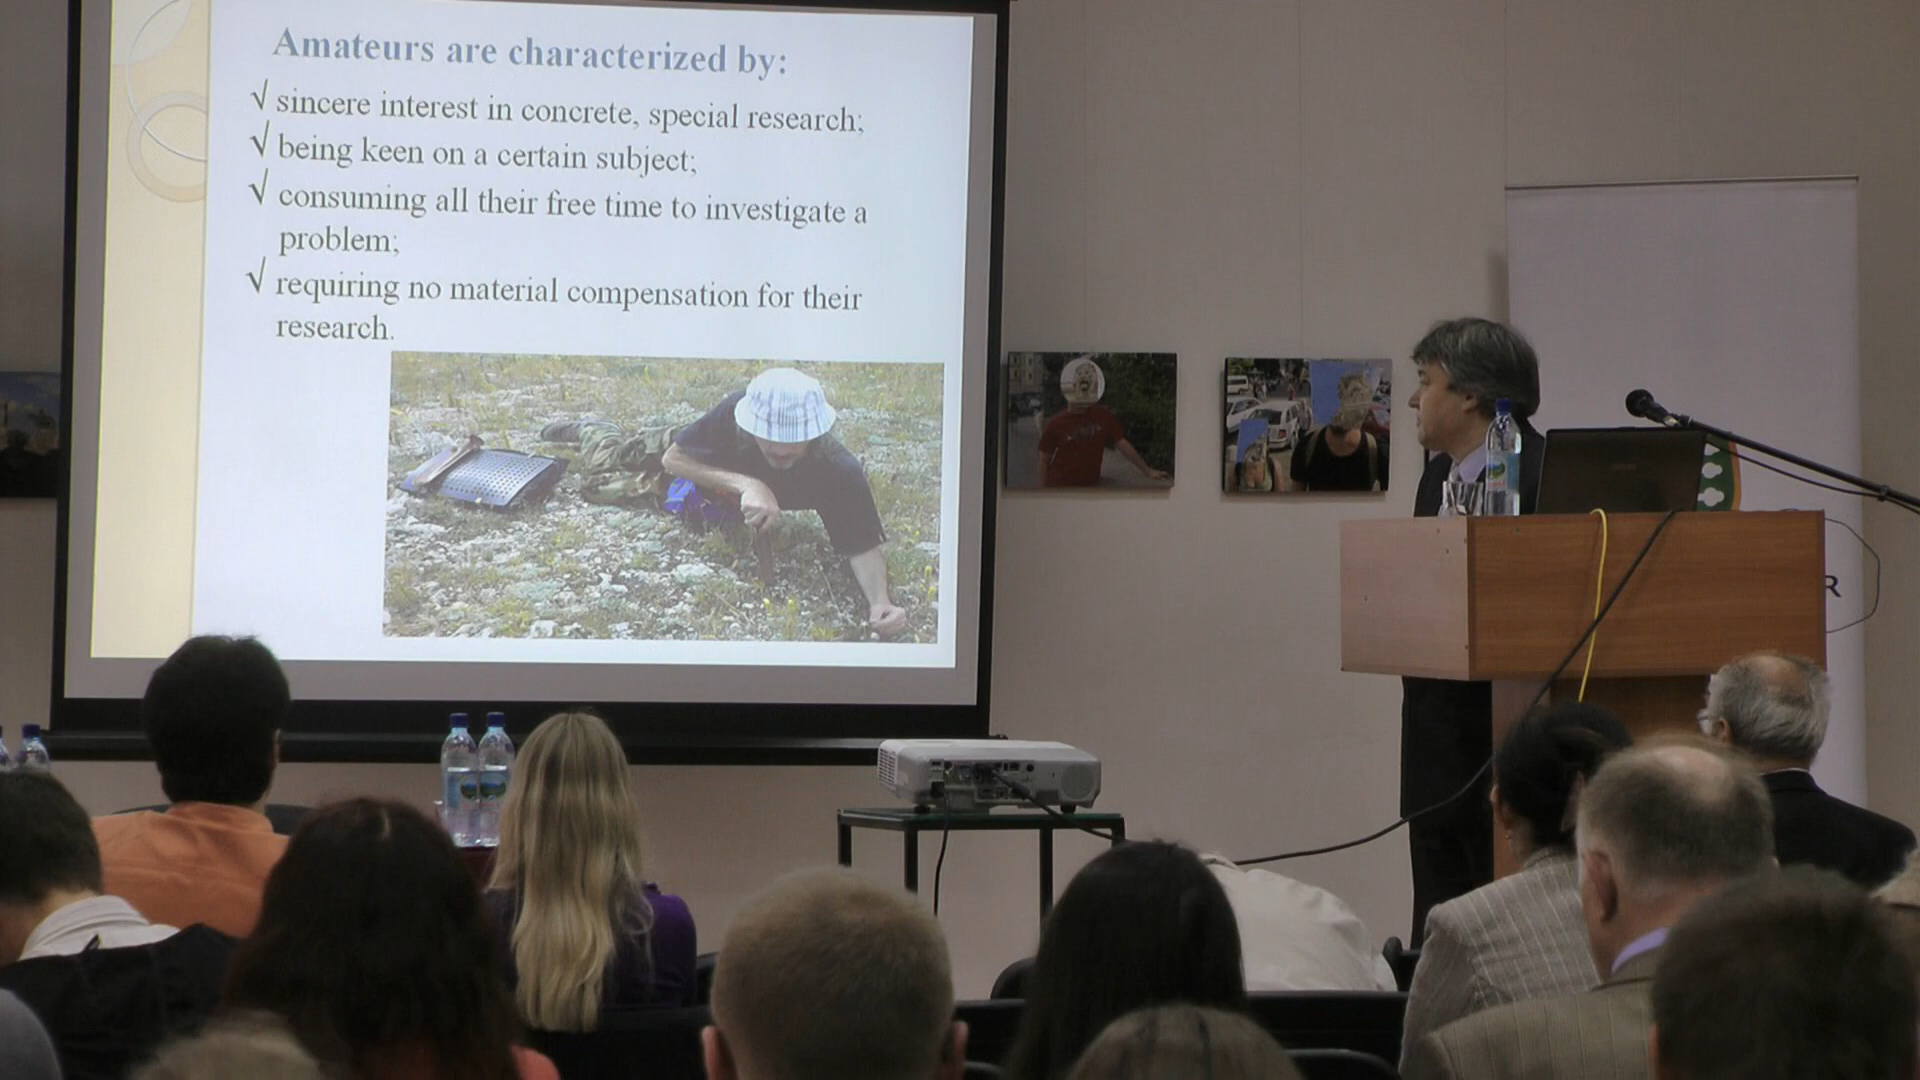 Amateurs are characterized by:
√ sincere interest in concrete, special research;
√ being keen on a certain subject;
√ consuming all their free time to investigate a
problem;
√ requiring no material compensation for their
research.
R